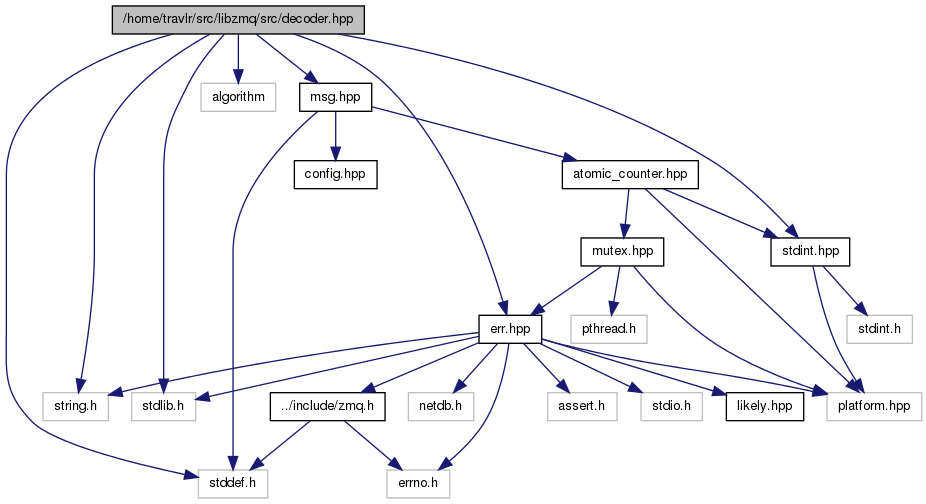 /home/travlr/src/libzmq/src/decoder.hpp
algorithm
msg.hpp
config.hpp
atomic_counter.hpp
mutex.hpp
stdint.hpp
err.hpp
pthread.h
stdint.h
string.h
stdlib.h
../include/zmq.h
netdb.h
assert.h
stdio.h
likely.hpp
platform.hpp
stddef.h
errno.h